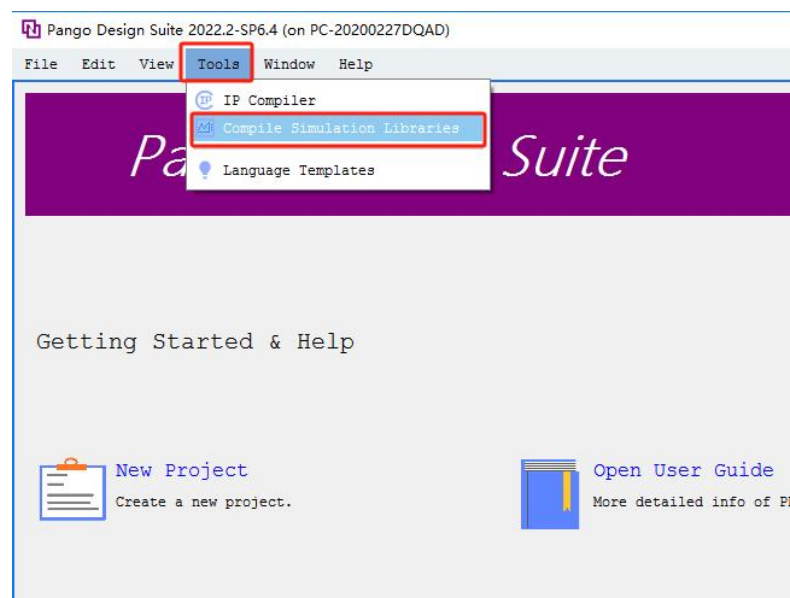 Pango Design Suite 2022.2-SP6.4 (on PC-20200227DQAD)
File Edit View Tools Window Help
IP Compiler
Compile Simulation Libraries
Language Templates
Pa Suite
Getting Started & Help
New Project
Create a new project.
Open User Guide
More detailed info of